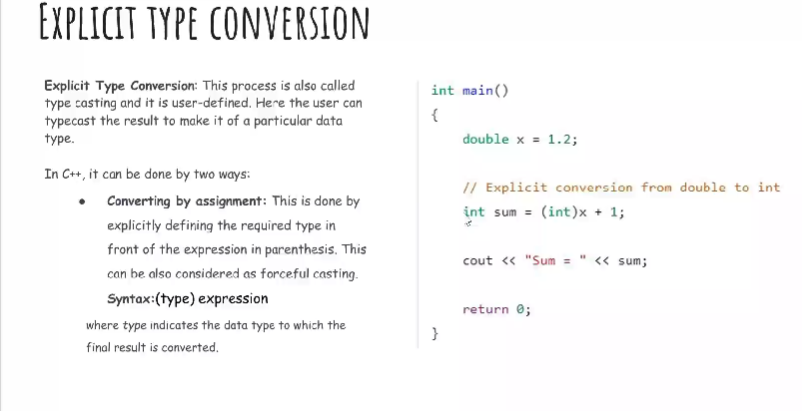 EXPLICIT TYPE CONVERSION
Explicit Type Conversion: This process is also called
type casting and it is user-defined. Here the user can
typecast the result to make it of a particular data
type.
In C++, it can be done by two ways:
• Converting by assignment: This is done by
explicitly defining the required type in
front of the expression in parenthesis. This
can be also considered as forceful casting.
Syntax:(type) expression
where type indicates the data type to which the
final result is converted.
int main()
{
double x = 1.2;
// Explicit conversion from double to int
int sum = (int)x + 1;
cout << "Sum = " << sum;
return 0;
}